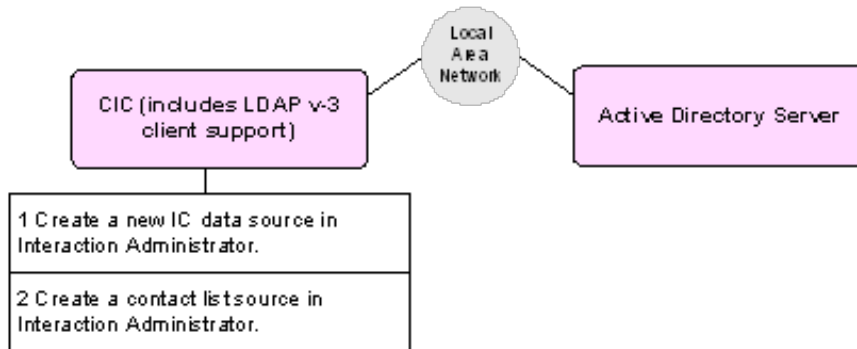 Local
Area
Network
CIC (includes LDAP v-3
client support)
Active Directory Server
1 Create a new IC data source in
Interaction Administrator.
2 Create a contact list source in
Interaction Administrator.